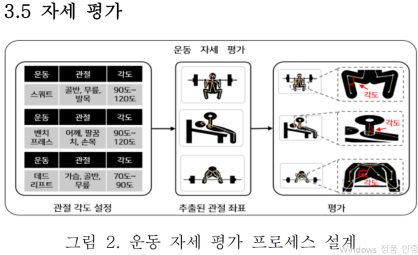 3.5 자세 평가
운동 자세 평가
운동 관절 각도
스쿼트 골반, 무릎, 발목 90도~ 120도
운동 관절 각도
벤치 프레스 어깨, 팔꿈치, 손목 90도~ 120도
운동 관절 각도
데드 리프트 가슴, 골반, 무릎 70도~ 90도
각도
각도
각도
관절 각도 설정 추출된 관절 좌표 평가
그림 2. 운동 자세 평가 프로세스 설계
Windows 정품 인증